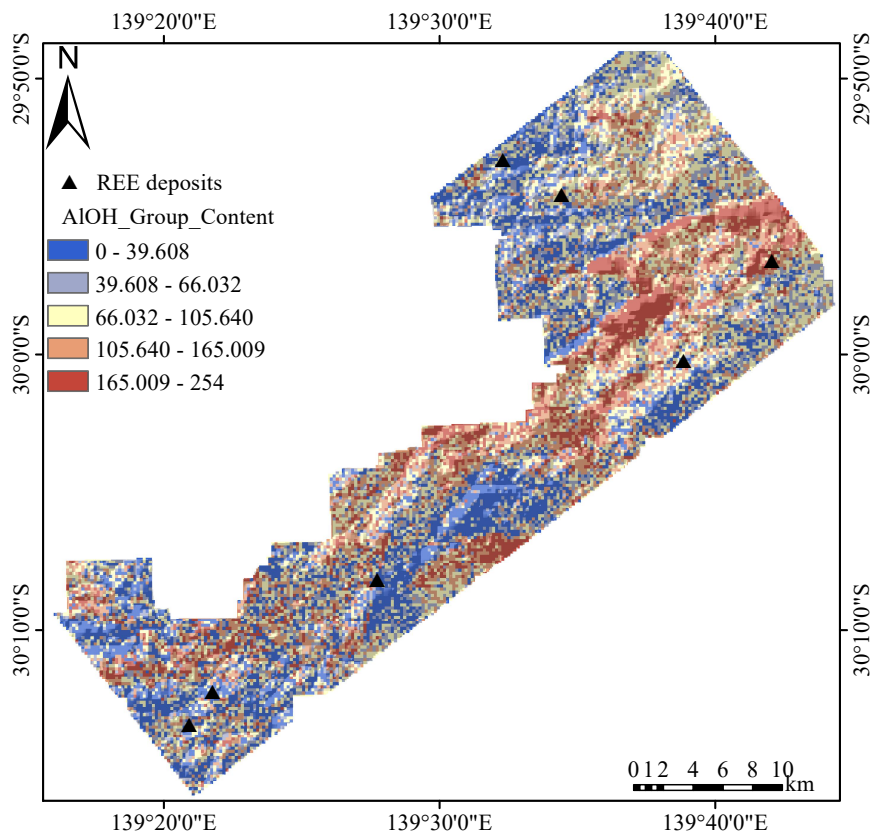 139°20'0"E 139°30'0"E 139°40'0"E
29°50'0"S 29°50'0"S
N
REE deposits
AlOH_Group_Content
0 - 39.608
39.608 - 66.032
66.032 - 105.640
105.640 - 165.009
165.009 - 254
30°0'0"S 30°0'0"S
30°10'0"S 30°10'0"S
0 1 2 4 6 8 10
km
139°20'0"E 139°30'0"E 139°40'0"E